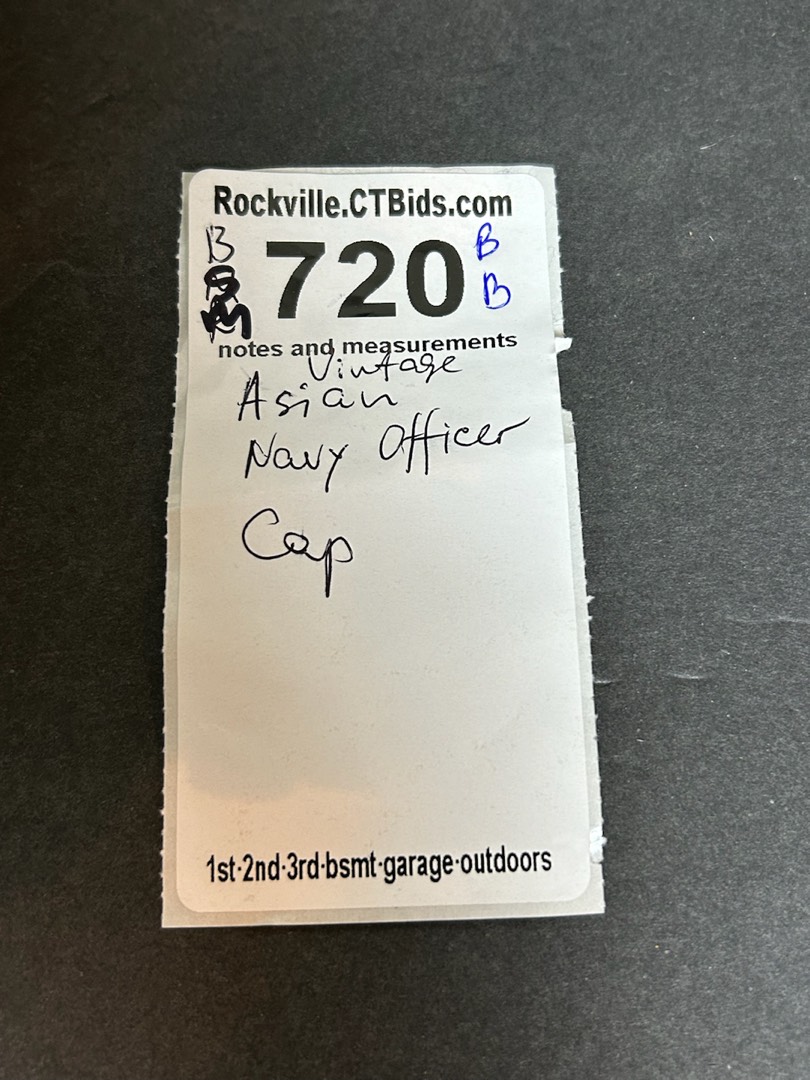 Rockville.CTBids.com
B 720 B
B
notes and measurements
Vintage
Asian
Navy Officer
Cap
1st·2nd·3rd·bsmt·garage·outdoors